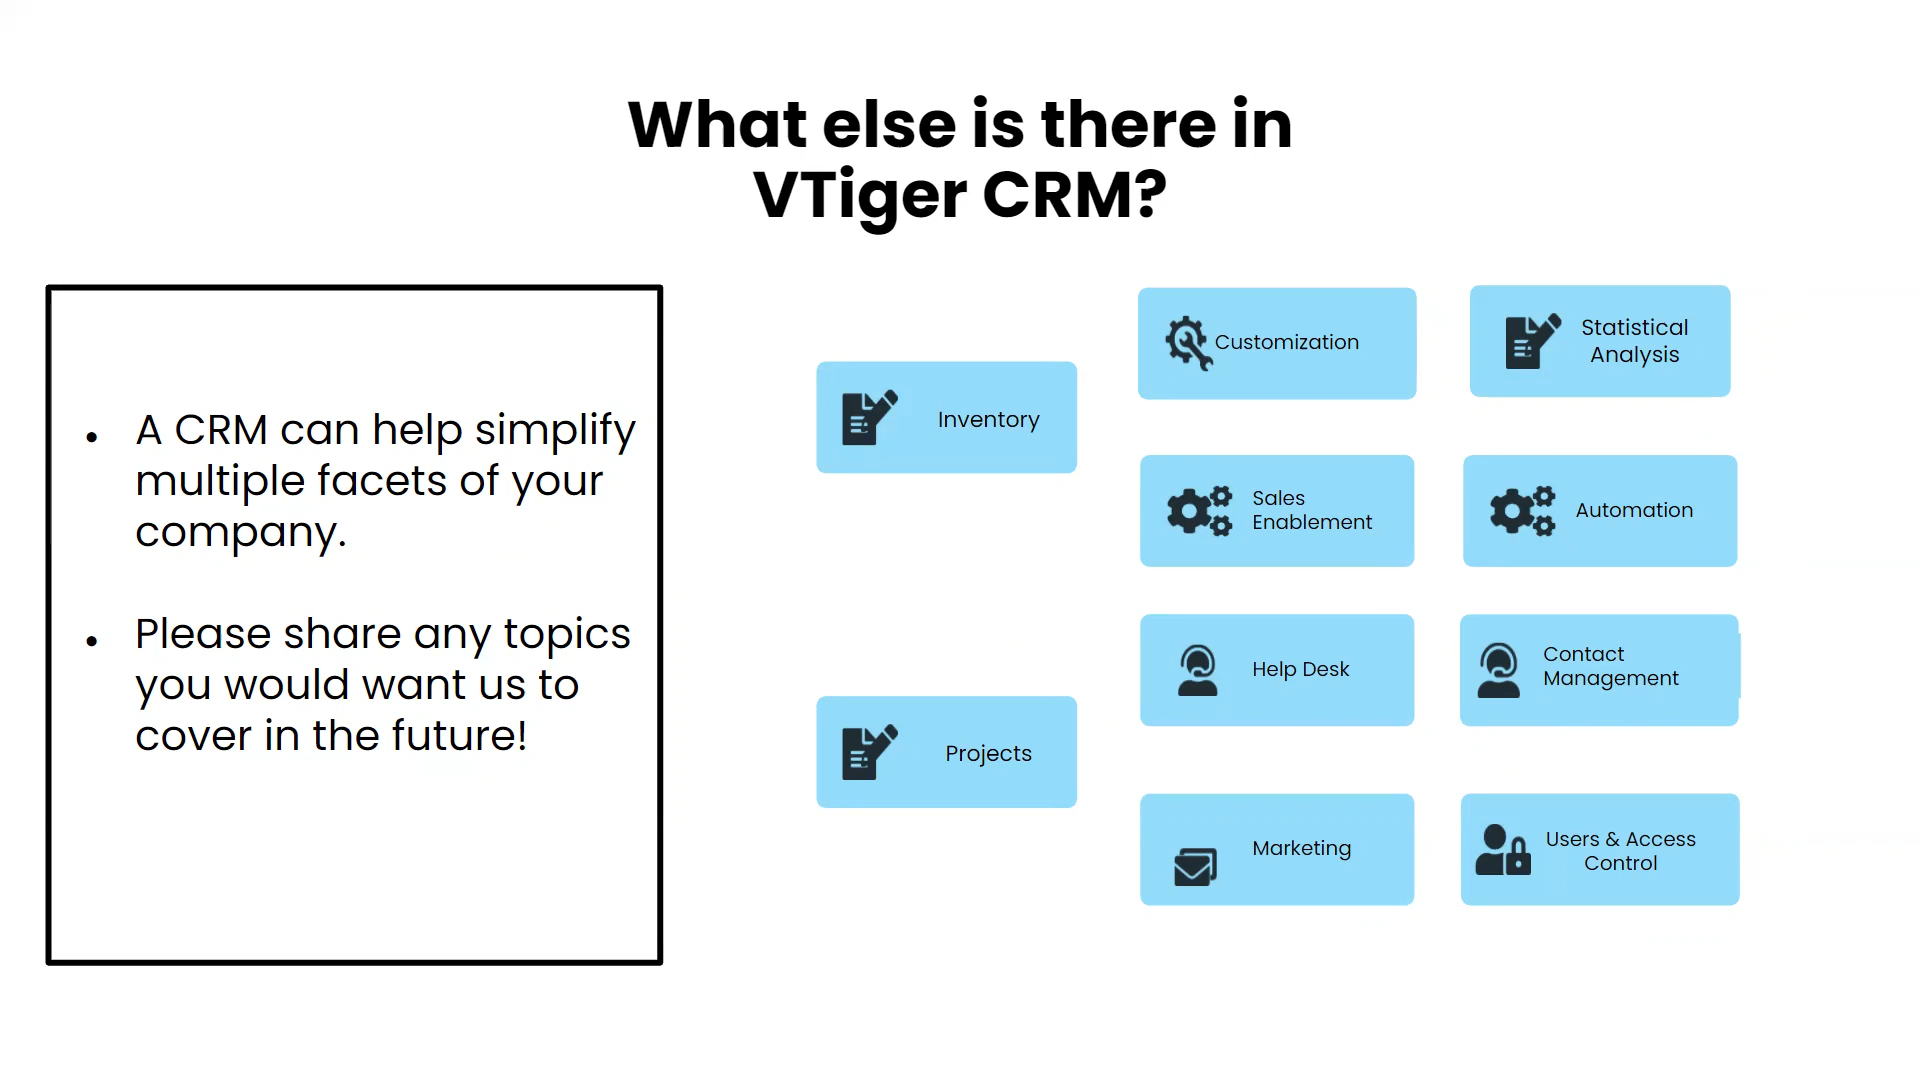 What else is there in
VTiger CRM?
• A CRM can help simplify
multiple facets of your
company.
• Please share any topics
you would want us to
cover in the future!
Inventory
Projects
Customization
Statistical
Analysis
Sales
Enablement
Automation
Help Desk
Contact
Management
Marketing
Users & Access
Control